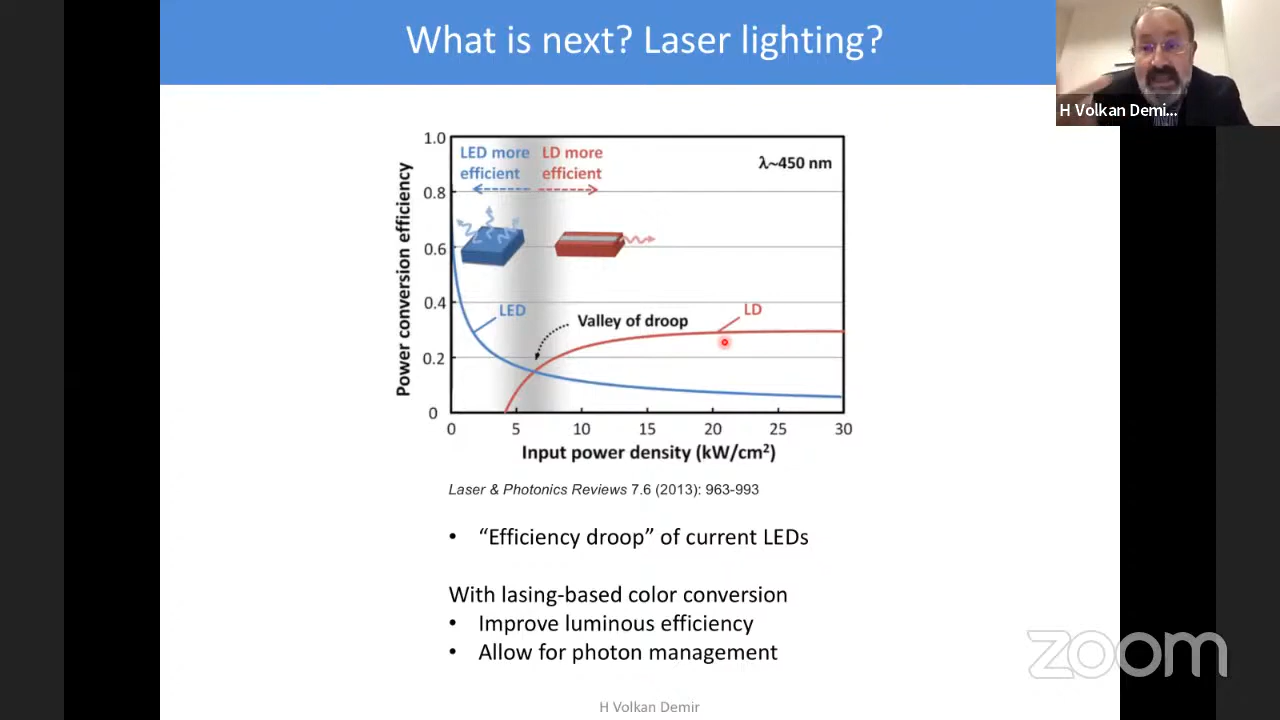 What is next? Laser lighting?
H Volkan Demi...
1.0
0.8
0.6
0.4
0.2
0
Power conversion efficiency
LED more
efficient
LD more
efficient
λ~450 nm
LED
Valley of droop
LD
0 5 10 15 20 25 30
Input power density (kW/cm²)
Laser & Photonics Reviews 7.6 (2013): 963-993
• “Efficiency droop” of current LEDs
With lasing-based color conversion
• Improve luminous efficiency
• Allow for photon management
zoom
H Volkan Demir